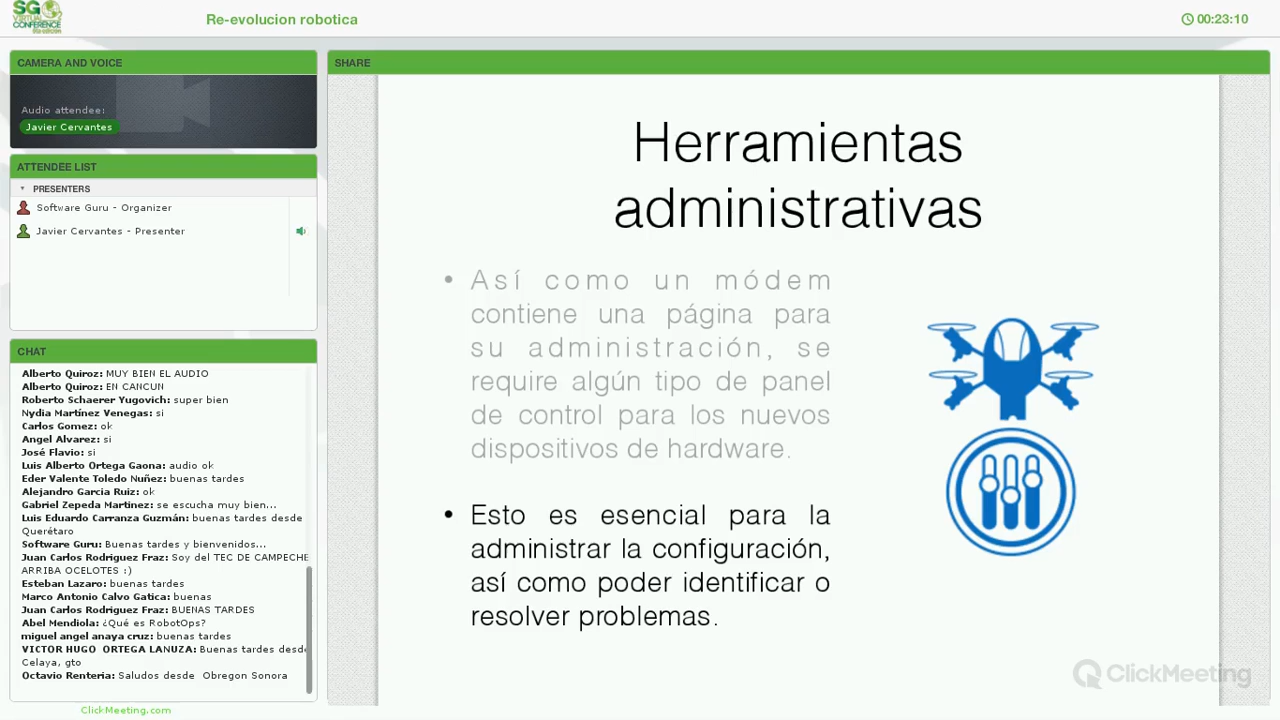 SG
VIRTUAL
CONFERENCE
Re-evolucion robotica
00:23:10
CAMERA AND VOICE
Audio attendee:
Javier Cervantes
ATTENDEE LIST
PRESENTERS
Software Guru - Organizer
Javier Cervantes - Presenter
CHAT
Alberto Quiroz: MUY BIEN EL AUDIO
Alberto Quiroz: EN CANCUN
Roberto Schaerer Yugovich: super bien
Nydia Martínez Venegas: si
Carlos Gomez: ok
Angel Alvarez: si
José Flavio: si
Luis Alberto Ortega Gaona: audio ok
Eder Valente Toledo Nuñez: buenas tardes
Alejandro Garcia Ruiz: ok
Gabriel Zepeda Martinez: se escucha muy bien...
Luis Eduardo Carranza Guzmán: buenas tardes desde
Querétaro
Software Guru: Buenas tardes y bienvenidos...
Juan Carlos Rodriguez Fraz: Soy del TEC DE CAMPECHE
ARRIBA OCELOTES :)
Esteban Lazaro: buenas tardes
Marco Antonio Calvo Gatica: buenas
Juan Carlos Rodriguez Fraz: BUENAS TARDES
Abel Mendiola: ¿Qué es RobotOps?
miguel angel anaya cruz: buenas tardes
VICTOR HUGO ORTEGA LANUZA: Buenas tardes desde
Celaya, gto
Octavio Renteria: Saludos desde Obregon Sonora
ClickMeeting.com
SHARE
Herramientas
administrativas
• Así como un módem
contiene una página para
su administración, se
require algún tipo de panel
de control para los nuevos
dispositivos de hardware.
• Esto es esencial para la
administrar la configuración,
así como poder identificar o
resolver problemas.
ClickMeeting